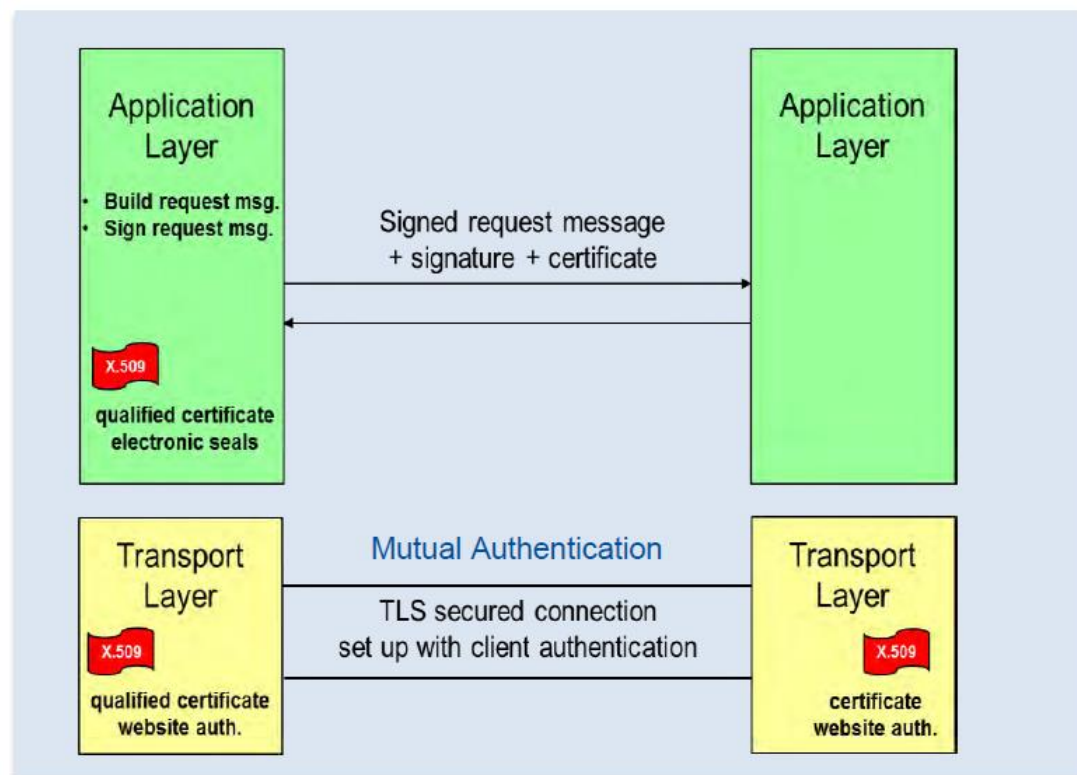 Application
Layer
• Build request msg.
• Sign request msg.
X.509
qualified certificate
electronic seals
Signed request message
+ signature + certificate
Application
Layer
Transport
Layer
X.509
qualified certificate
website auth.
Mutual Authentication
TLS secured connection
set up with client authentication
Transport
Layer
X.509
certificate
website auth.